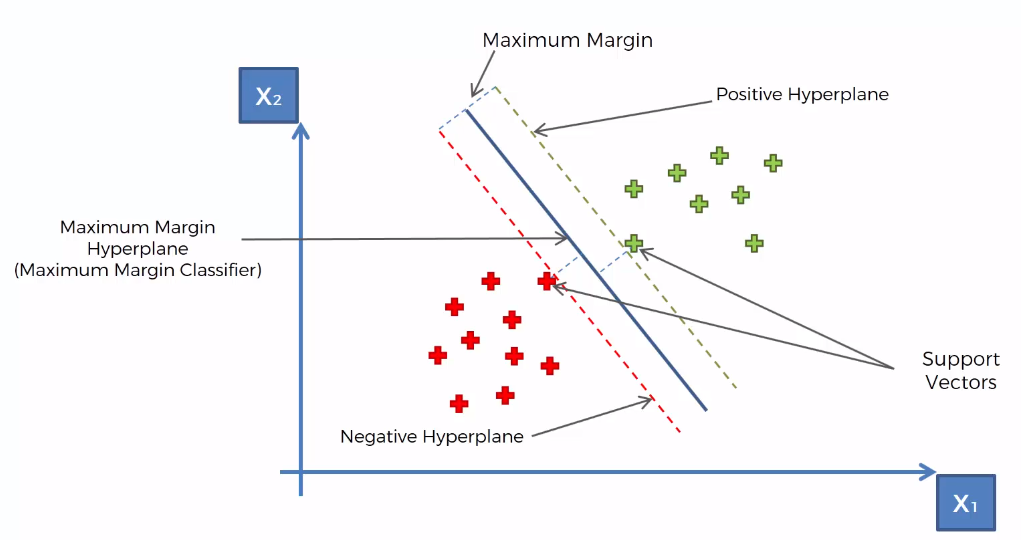 Maximum Margin
X₂
Positive Hyperplane
Maximum Margin
Hyperplane
(Maximum Margin Classifier)
Support
Vectors
Negative Hyperplane
X₁